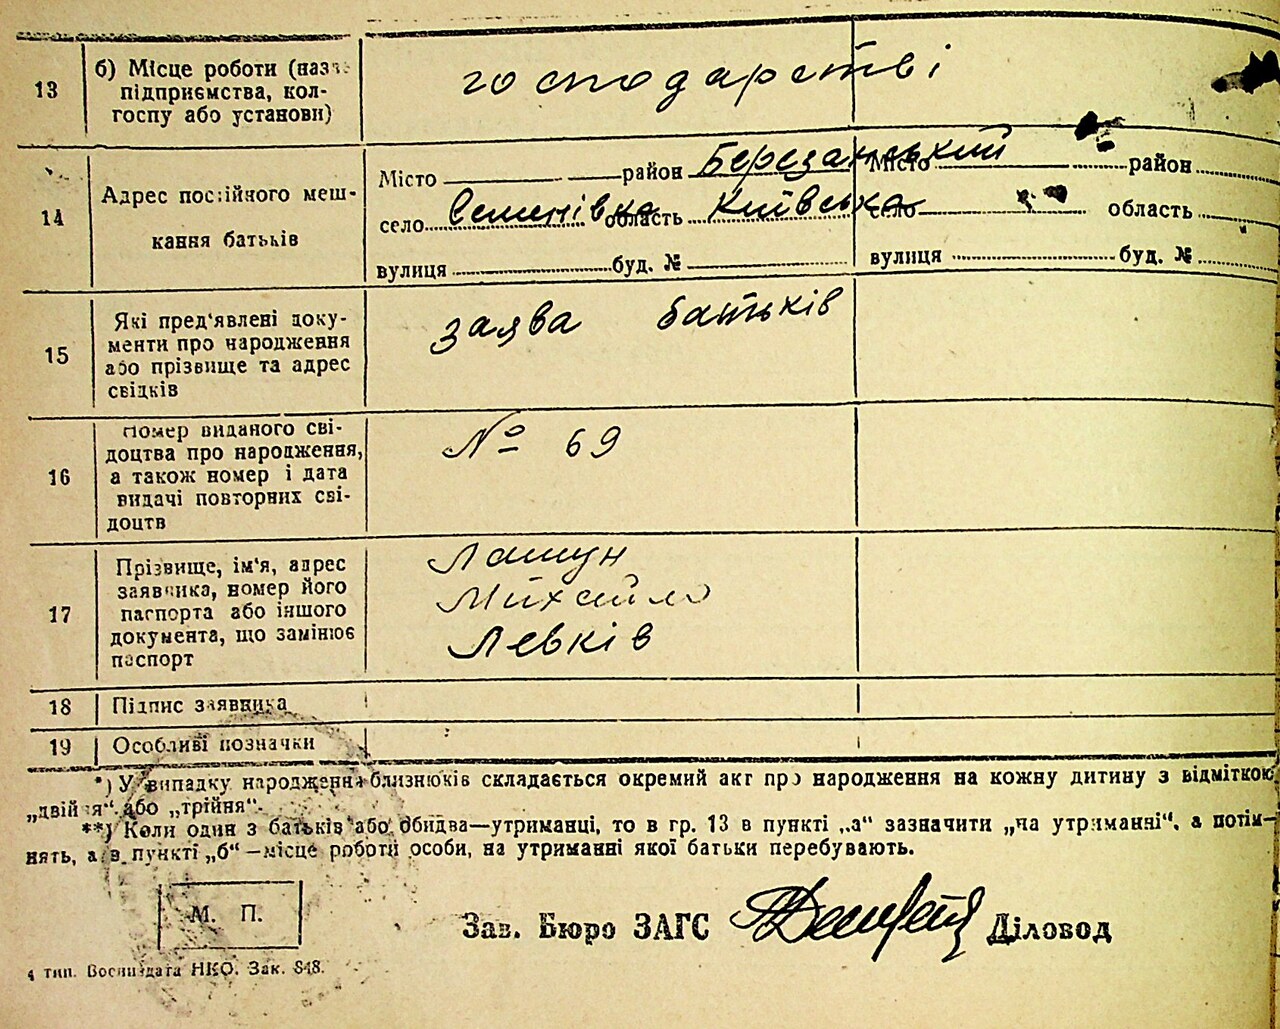 13 б) Місце роботи (назв
підприємства, кол-
госпу або установи) господарстві
14 Адрес постійного меш-
кання батьків
Місто район Березанський Місто район
село Семенівка область Київська село область
вулиця буд. № вулиця буд. №
15 Які пред'явлені доку-
менти про народження
або прізвище та адрес
свідків
заява батьків
16 Номер виданого сві-
доцтва про народження,
а також номер і дата
видачі повторних сві-
доцтв
№ 69
17 Прізвище, ім'я, адрес
заявника, номер його
паспорта або іншого
документа, що замінює
паспорт
Лашун
Михайло
Левків
18 Підпис заявника
19 Особливі позначки
*) У випадку народження близнюків складається окремий акт про народження на кожну дитину з відміткою
„двійня“ або „трійня“.
**) Коли один з батьків або обидва—утриманці, то в гр. 13 в пункті „а“ зазначити „на утриманні“, а потім—
нять, а в пункті „б“—місце роботи особи, на утриманні якої батьки перебувають.
М. П.
Зав. Бюро ЗАГС Діловод
4 тип. Воениздата НКО. Зак. 848.